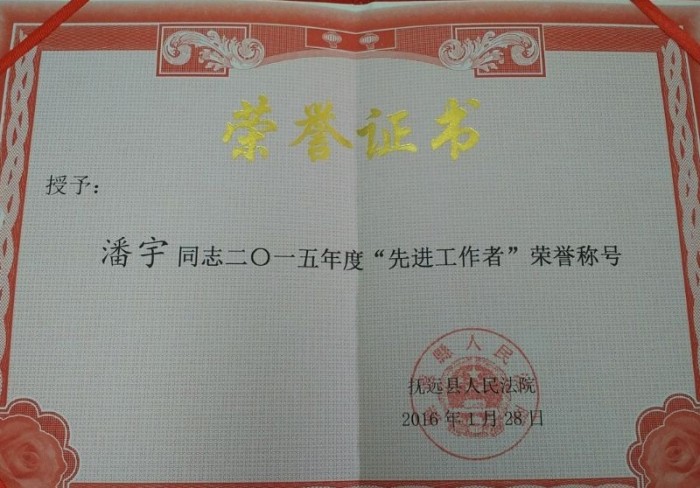 荣誉证书
授予：
潘宇同志二〇一五年度“先进工作者”荣誉称号
抚远县人民法院
2016年1月28日